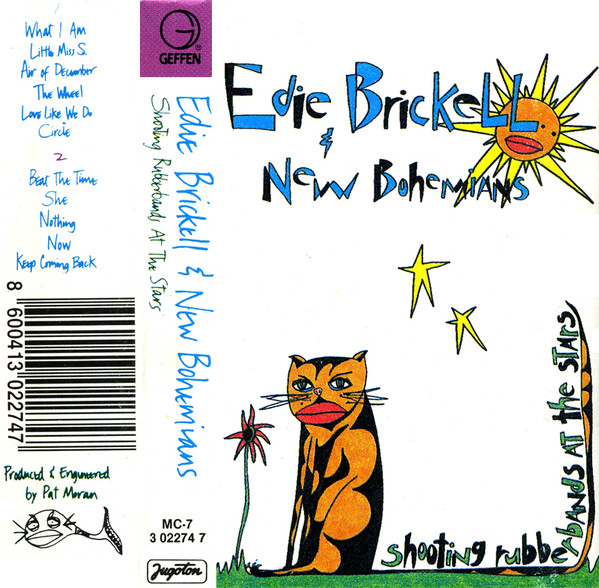 What I Am
Little Miss S.
Air of December
The Wheel
Love Like We Do
Circle
2
Beat The Time
She
Nothing
Now
Keep Coming Back
8 600413 022747
Produced & Engineered
by Pat Moran
GEFFEN®
Edie Brickell & New Bohemians
Shooting Rubberbands At The Stars
MC-7
3 02274 7
Jugoton
Edie Brickell
&
New Bohemians
shooting rubberbands at the stars